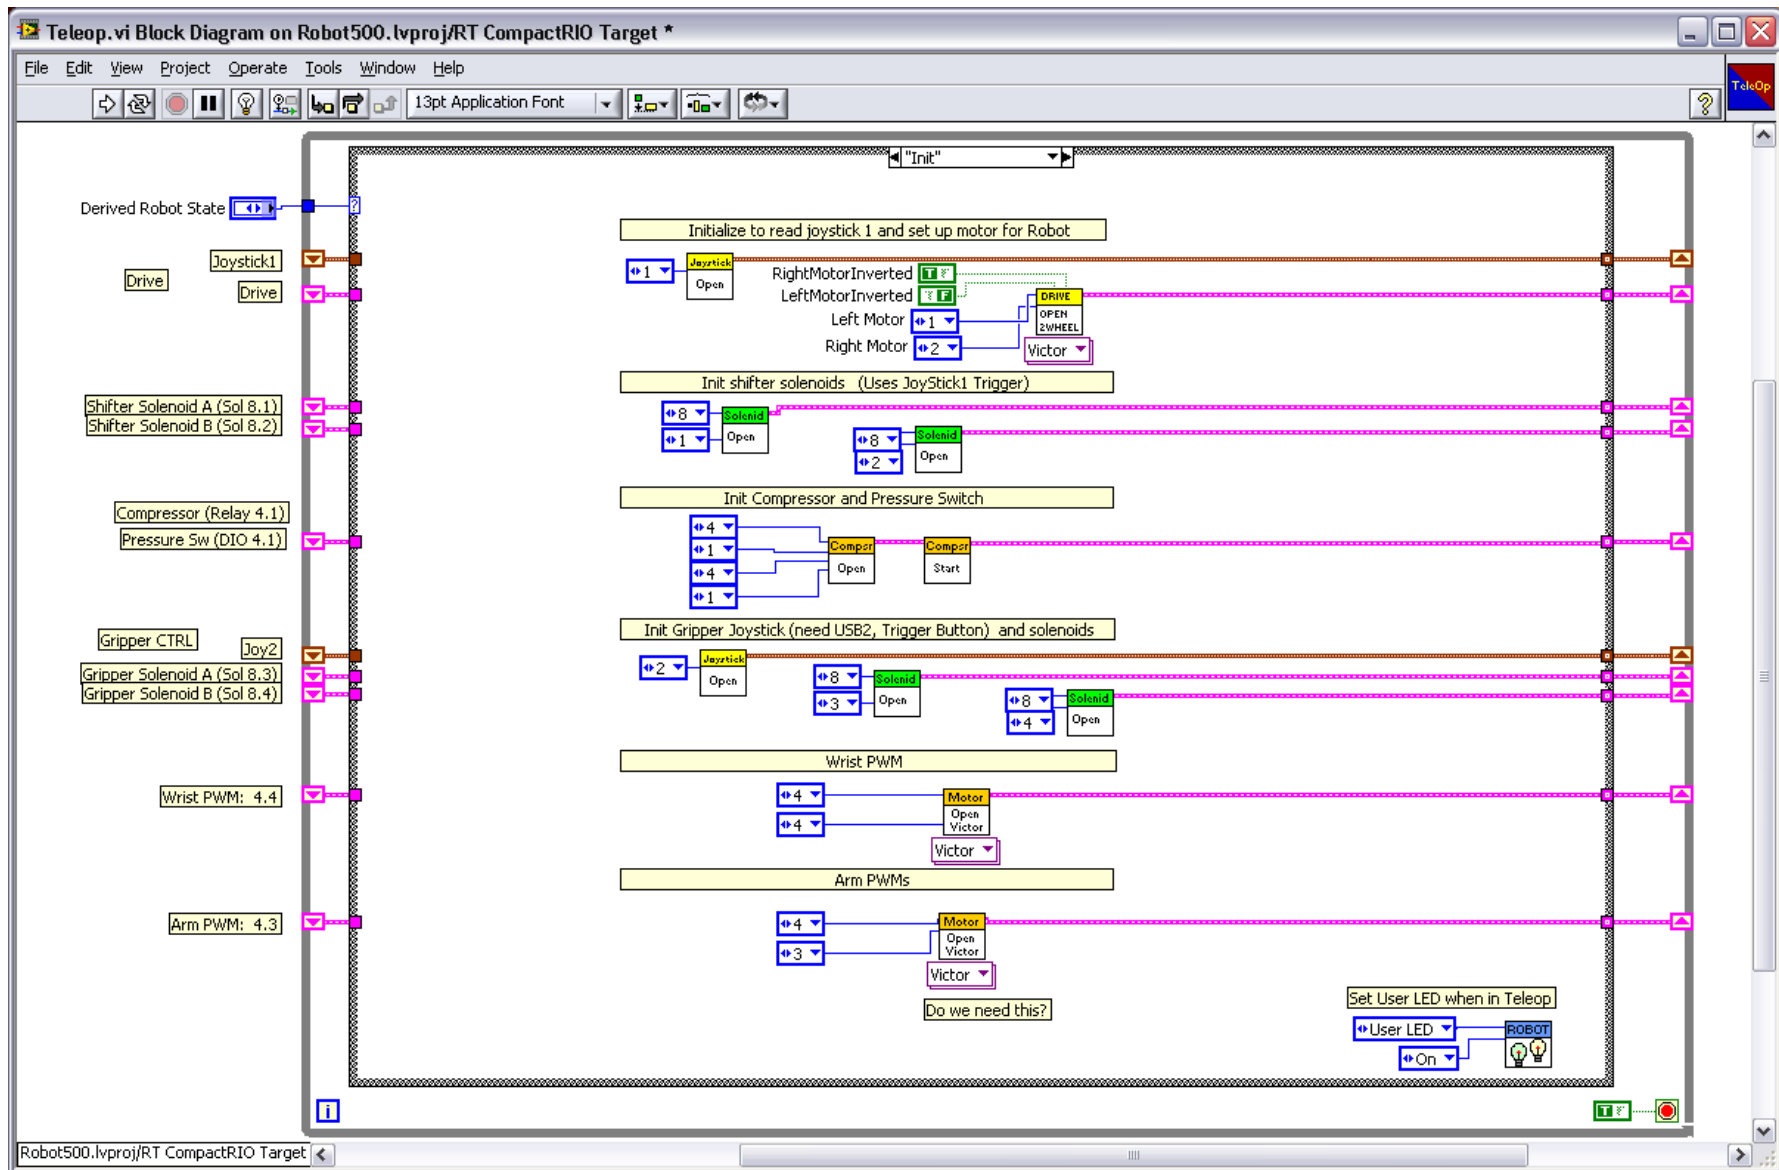 Teleop.vi Block Diagram on Robot500.lvproj/RT CompactRIO Target *
File Edit View Project Operate Tools Window Help
13pt Application Font
TeleOp
"Init"
Derived Robot State
?
Initialize to read joystick 1 and set up motor for Robot
Joystick1
1
Joystick
Open
RightMotorInverted
T
Drive
Drive
LeftMotorInverted
F
DRIVE
OPEN
2WHEEL
Left Motor
1
Right Motor
2
Victor
Init shifter solenoids (Uses JoyStick1 Trigger)
Shifter Solenoid A (Sol 8.1)
Shifter Solenoid B (Sol 8.2)
8
1
Solenid
Open
8
2
Solenid
Open
Init Compressor and Pressure Switch
Compressor (Relay 4.1)
Pressure Sw (DIO 4.1)
4
1
4
1
Compsr
Open
Compsr
Start
Init Gripper Joystick (need USB2, Trigger Button) and solenoids
Gripper CTRL
Joy2
Gripper Solenoid A (Sol 8.3)
Gripper Solenoid B (Sol 8.4)
2
Joystick
Open
8
3
Solenid
Open
8
4
Solenid
Open
Wrist PWM
Wrist PWM: 4.4
4
4
Motor
Open
Victor
Victor
Arm PWMs
Arm PWM: 4.3
4
3
Motor
Open
Victor
Victor
Do we need this?
Set User LED when in Teleop
User LED
On
ROBOT
i
T
Robot500.lvproj/RT CompactRIO Target